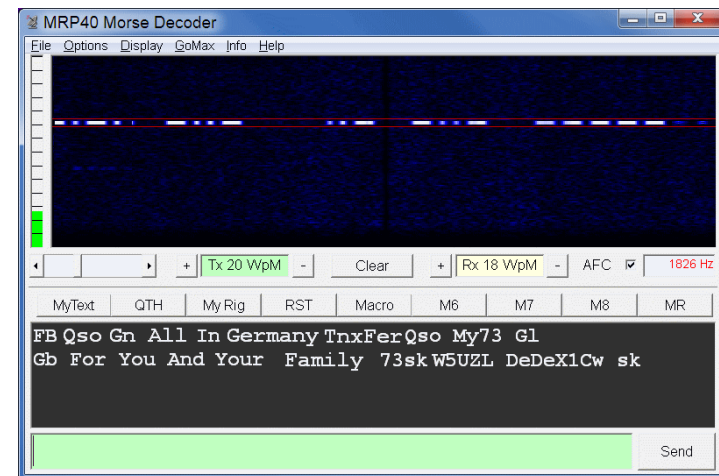 MRP40 Morse Decoder
File Options Display GoMax Info Help
+ Tx 20 WpM - Clear + Rx 18 WpM - AFC 1826 Hz
MyText QTH My Rig RST Macro M6 M7 M8 MR
FB Qso Gn All In Germany TnxFerQso My73 Gl
Gb For You And Your Family 73sk W5UZL DeDeX1Cw sk
Send